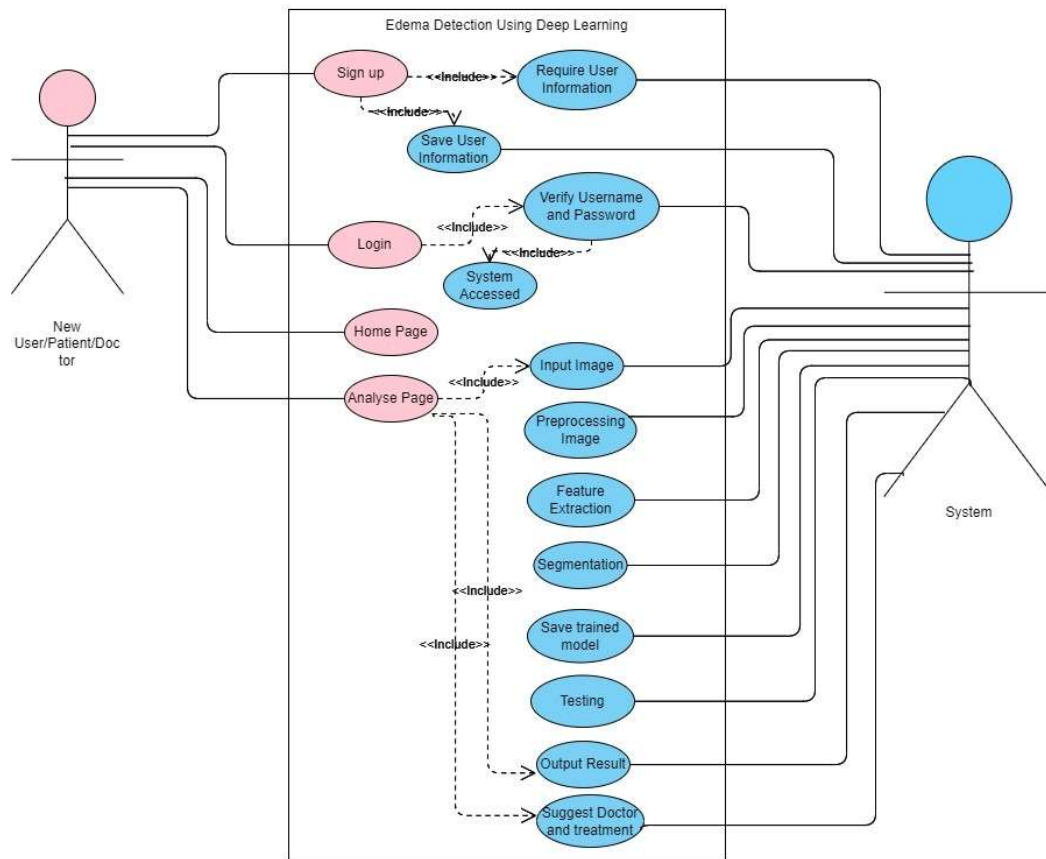 Edema Detection Using Deep Learning
Sign up
<<Include>>
Require User
Information
<<Include>>
Save User
Information
Verify Username
and Password
<<Include>>
Login
<<Include>>
System
Accessed
New
User/Patient/Doc
tor
Home Page
Input Image
<<Include>>
Analyse Page
Preprocessing
Image
Feature
Extraction
System
Segmentation
<<Include>>
Save trained
model
<<Include>>
Testing
Output Result
Suggest Doctor
and treatment